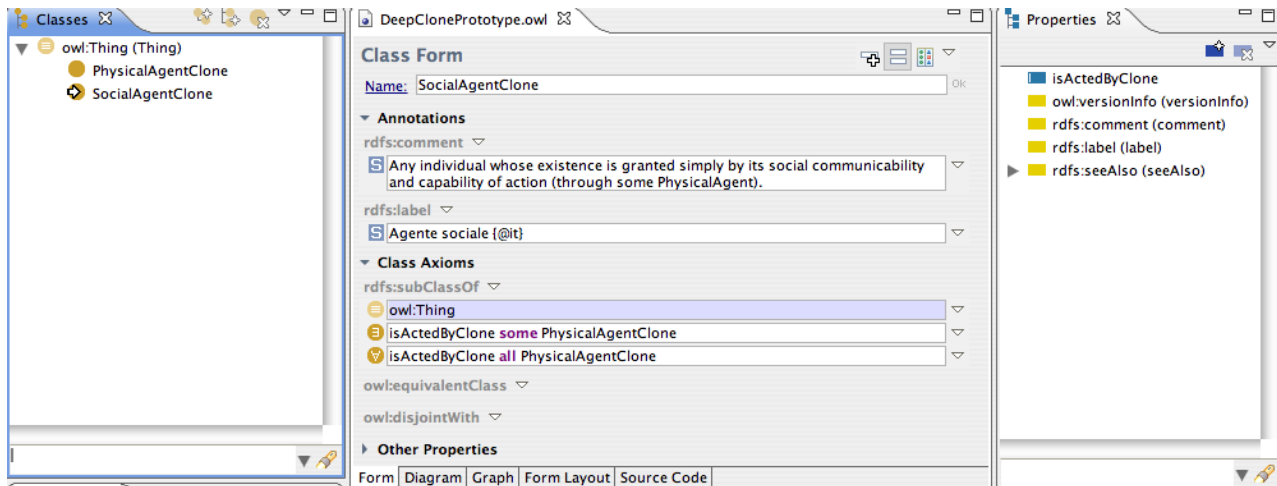 Classes
owl:Thing (Thing)
PhysicalAgentClone
SocialAgentClone
DeepClonePrototype.owl
Class Form
Name: SocialAgentClone Ok
Annotations
rdfs:comment
S Any individual whose existence is granted simply by its social communicability
and capability of action (through some PhysicalAgent).
rdfs:label
S Agente sociale {@it}
Class Axioms
rdfs:subClassOf
owl:Thing
isActedByClone some PhysicalAgentClone
isActedByClone all PhysicalAgentClone
owl:equivalentClass
owl:disjointWith
Other Properties
Form Diagram Graph Form Layout Source Code
Properties
isActedByClone
owl:versionInfo (versionInfo)
rdfs:comment (comment)
rdfs:label (label)
rdfs:seeAlso (seeAlso)